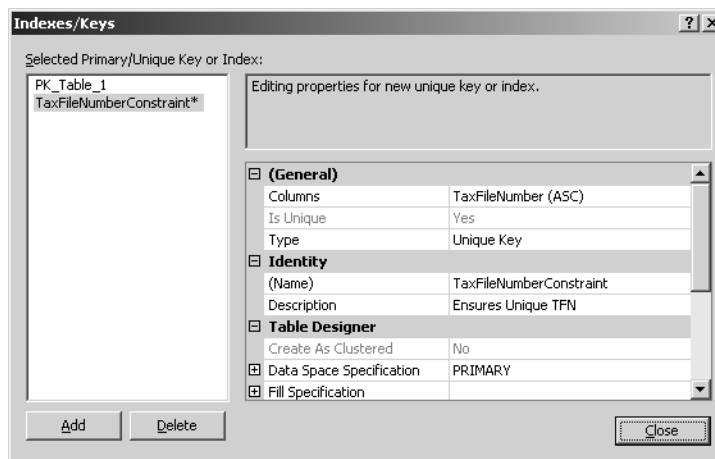 Indexes/Keys
Selected Primary/Unique Key or Index:
PK_Table_1
TaxFileNumberConstraint*
Editing properties for new unique key or index.
(General)
Columns TaxFileNumber (ASC)
Is Unique Yes
Type Unique Key
Identity
(Name) TaxFileNumberConstraint
Description Ensures Unique TFN
Table Designer
Create As Clustered No
Data Space Specification PRIMARY
Fill Specification
Add Delete
Close